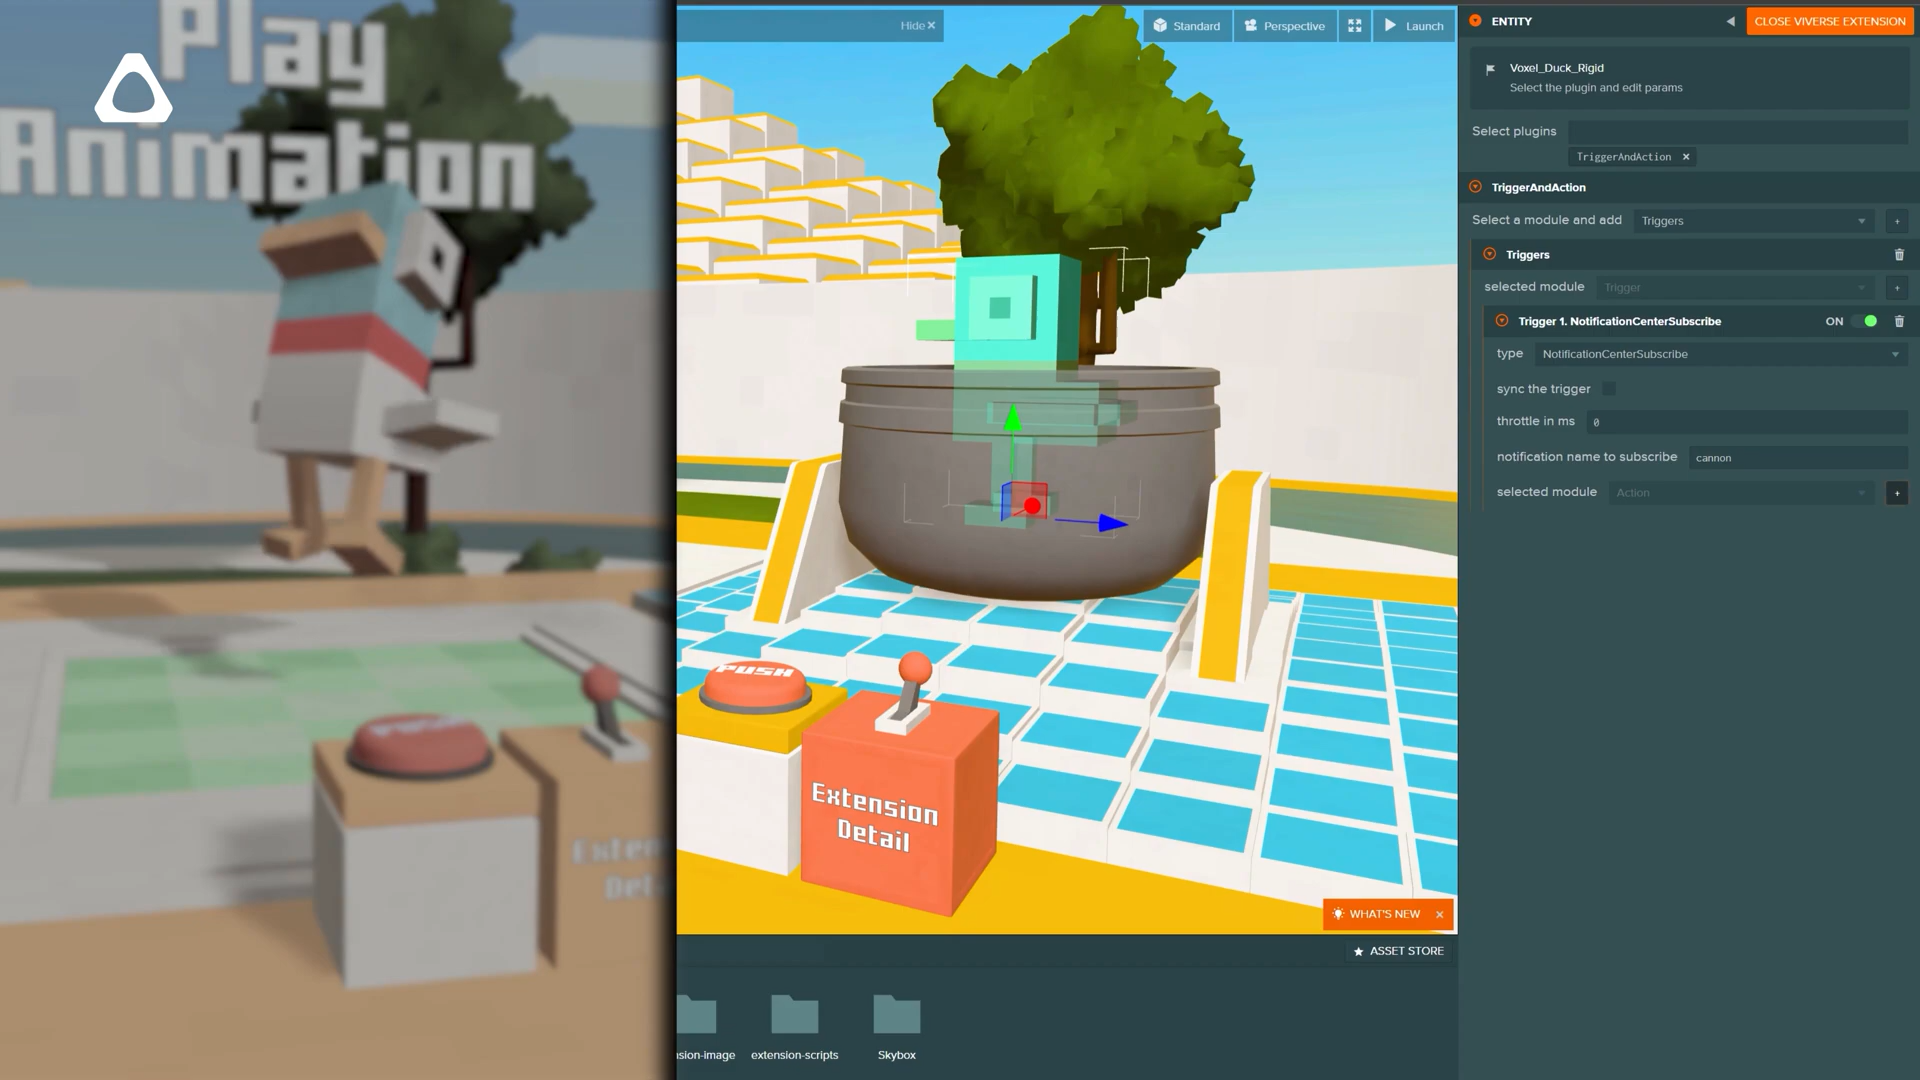 Play
Animation
PUSH
Hide
Standard
Perspective
Launch
PUSH
Extension
Detail
WHAT'S NEW
ASSET STORE
nsion-image
extension-scripts
Skybox
ENTITY
CLOSE VIVERSE EXTENSION
Voxel_Duck_Rigid
Select the plugin and edit params
Select plugins
TriggerAndAction
TriggerAndAction
Select a module and add Triggers
Triggers
selected module Trigger
Trigger 1. NotificationCenterSubscribe ON
type NotificationCenterSubscribe
sync the trigger
throttle in ms 0
notification name to subscribe cannon
selected module Action